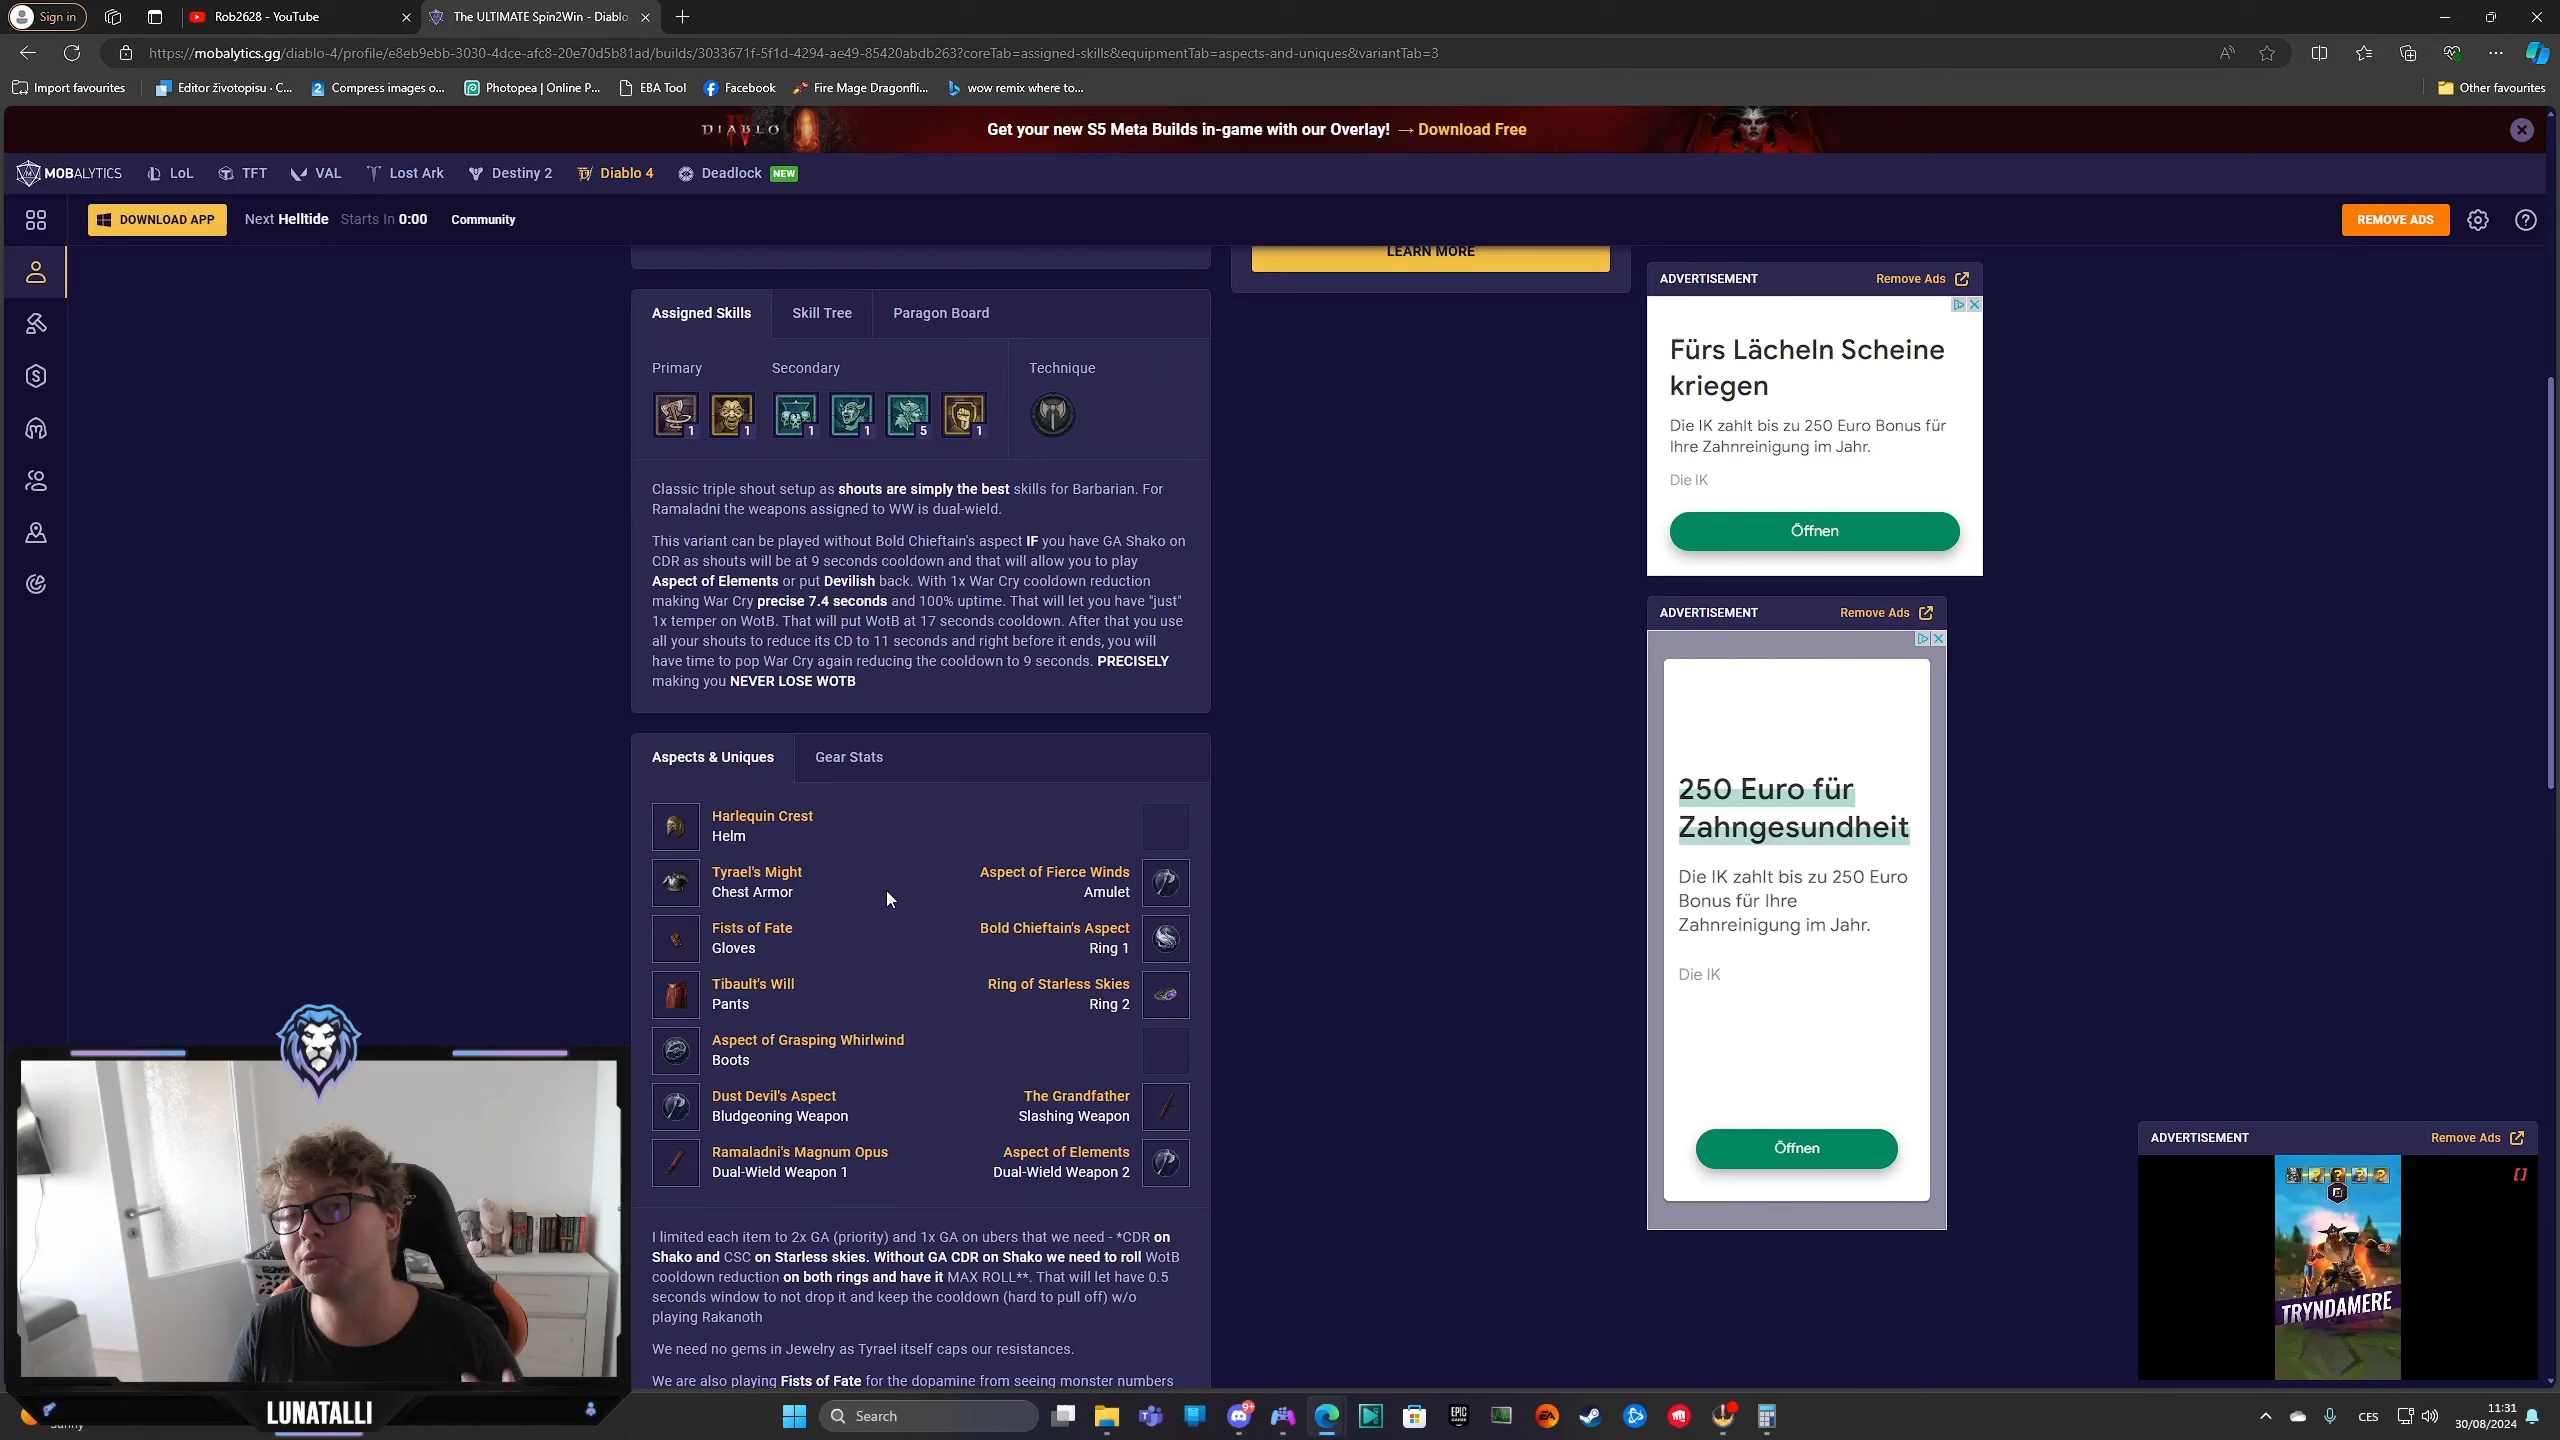 Sign in
Rob2628 - YouTube
The ULTIMATE Spin2Win - Diablo
https://mobalytics.gg/diablo-4/profile/e8eb9ebb-3030-4dce-afc8-20e70d5b81ad/builds/3033671f-5f1d-4294-ae49-85420abdb263?coreTab=assigned-skills&equipmentTab=aspects-and-uniques&variantTab=3
Import favourites
Editor životopisu · C...
Compress images o...
Photopea | Online P...
EBA Tool
Facebook
Fire Mage Dragonfli...
wow remix where to...
Other favourites
DIABLO
Get your new S5 Meta Builds in-game with our Overlay! → Download Free
MOBALYTICS
LoL
TFT
VAL
Lost Ark
Destiny 2
Diablo 4
Deadlock NEW
DOWNLOAD APP
Next Helltide Starts In 0:00
Community
REMOVE ADS
LEARN MORE
Assigned Skills
Skill Tree
Paragon Board
Primary
Secondary
Technique
1 1 1 1 5 1
Classic triple shout setup as shouts are simply the best skills for Barbarian. For
Ramaladni the weapons assigned to WW is dual-wield.
This variant can be played without Bold Chieftain's aspect IF you have GA Shako on
CDR as shouts will be at 9 seconds cooldown and that will allow you to play
Aspect of Elements or put Devilish back. With 1x War Cry cooldown reduction
making War Cry precise 7.4 seconds and 100% uptime. That will let you have "just"
1x temper on WotB. That will put WotB at 17 seconds cooldown. After that you use
all your shouts to reduce its CD to 11 seconds and right before it ends, you will
have time to pop War Cry again reducing the cooldown to 9 seconds. PRECISELY
making you NEVER LOSE WOTB
Aspects & Uniques
Gear Stats
Harlequin Crest
Helm
Tyrael's Might
Chest Armor
Aspect of Fierce Winds
Amulet
Fists of Fate
Gloves
Bold Chieftain's Aspect
Ring 1
Tibault's Will
Pants
Ring of Starless Skies
Ring 2
Aspect of Grasping Whirlwind
Boots
Dust Devil's Aspect
Bludgeoning Weapon
The Grandfather
Slashing Weapon
Ramaladni's Magnum Opus
Dual-Wield Weapon 1
Aspect of Elements
Dual-Wield Weapon 2
I limited each item to 2x GA (priority) and 1x GA on ubers that we need - *CDR on
Shako and CSC on Starless skies. Without GA CDR on Shako we need to roll WotB
cooldown reduction on both rings and have it MAX ROLL**. That will let have 0.5
seconds window to not drop it and keep the cooldown (hard to pull off) w/o
playing Rakanoth
We need no gems in Jewelry as Tyrael itself caps our resistances.
We are also playing Fists of Fate for the dopamine from seeing monster numbers
ADVERTISEMENT
Remove Ads
Fürs Lächeln Scheine
kriegen
Die IK zahlt bis zu 250 Euro Bonus für
Ihre Zahnreinigung im Jahr.
Die IK
Öffnen
ADVERTISEMENT
Remove Ads
250 Euro für
Zahngesundheit
Die IK zahlt bis zu 250 Euro
Bonus für Ihre
Zahnreinigung im Jahr.
Die IK
Öffnen
ADVERTISEMENT
Remove Ads
TRYNDAMERE
LUNATALLI
Sunny
Search
9+
EPIC
GAMES
EA
CES
11:31
30/08/2024